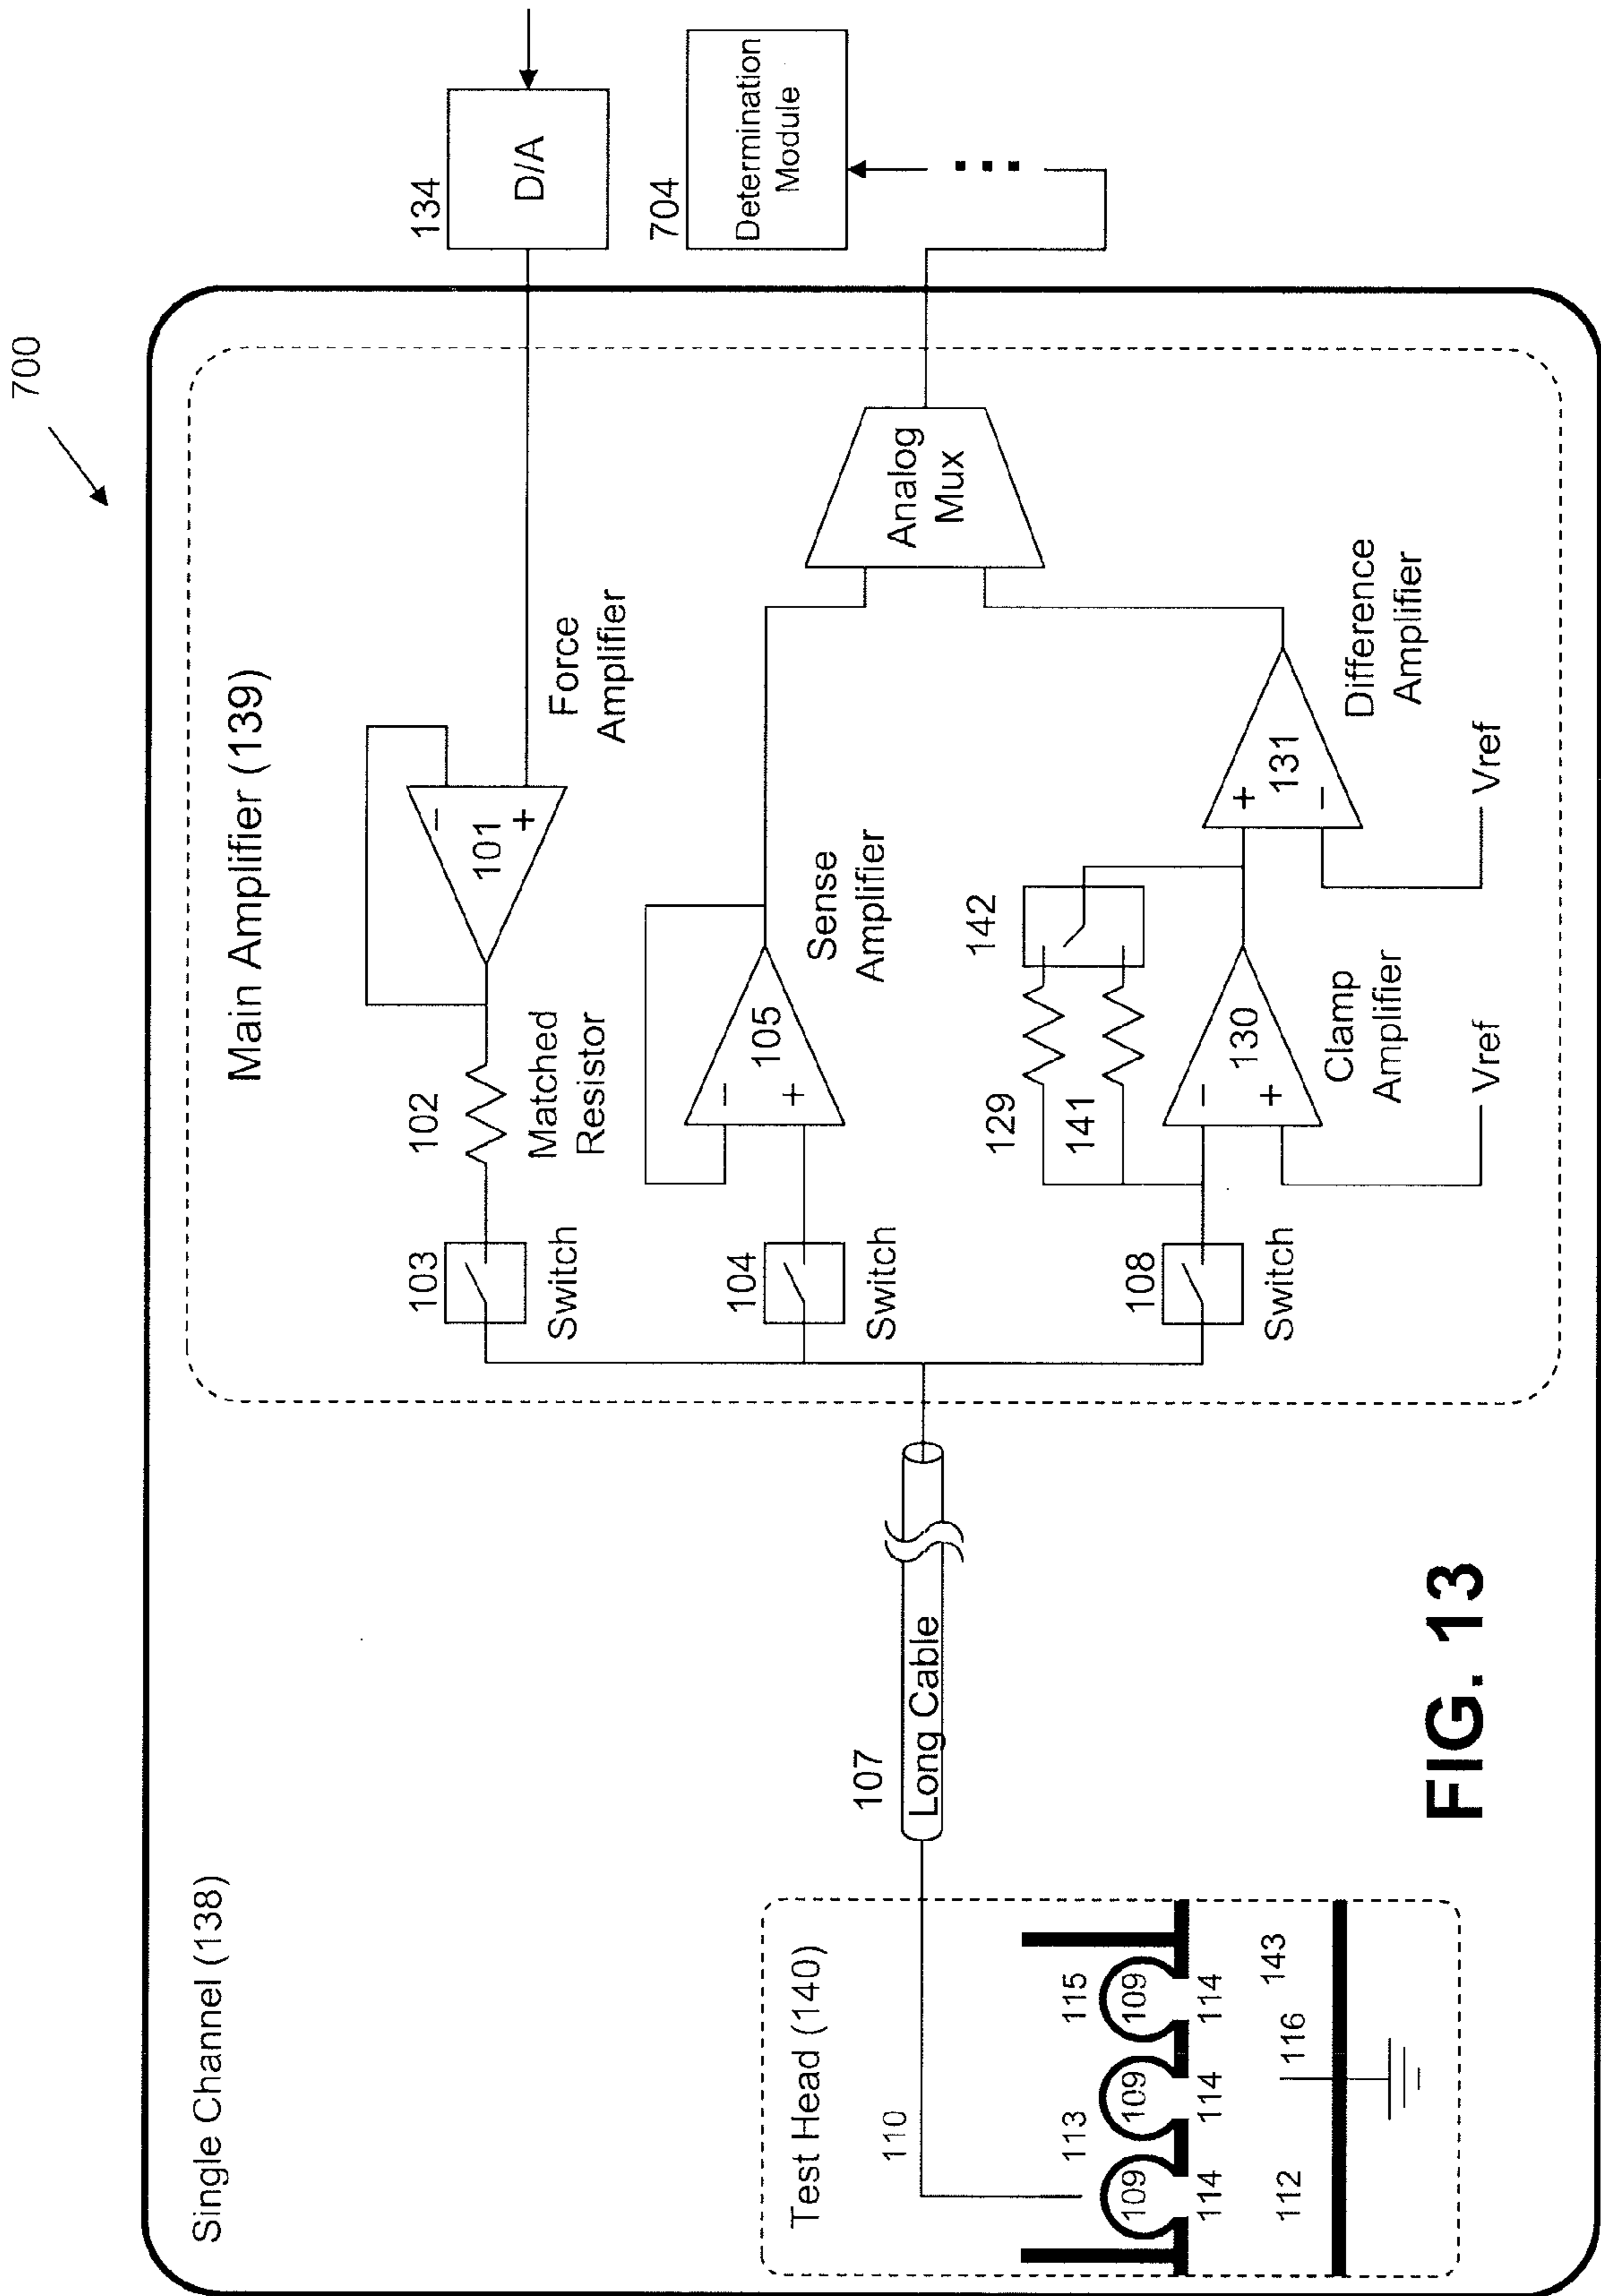 700
Single Channel (138)
Main Amplifier (139)
134
D/A
704
Determination
Module
103
Switch
102
Matched
Resistor
101
−
+
Force
Amplifier
104
Switch
105
−
+
Sense
Amplifier
Analog
Mux
108
Switch
129
141
142
130
−
+
Clamp
Amplifier
Vref
131
+
−
Difference
Amplifier
Vref
107
Long Cable
Test Head (140)
110
113
115
109
109
109
114
114
114
112
116
143
FIG. 13